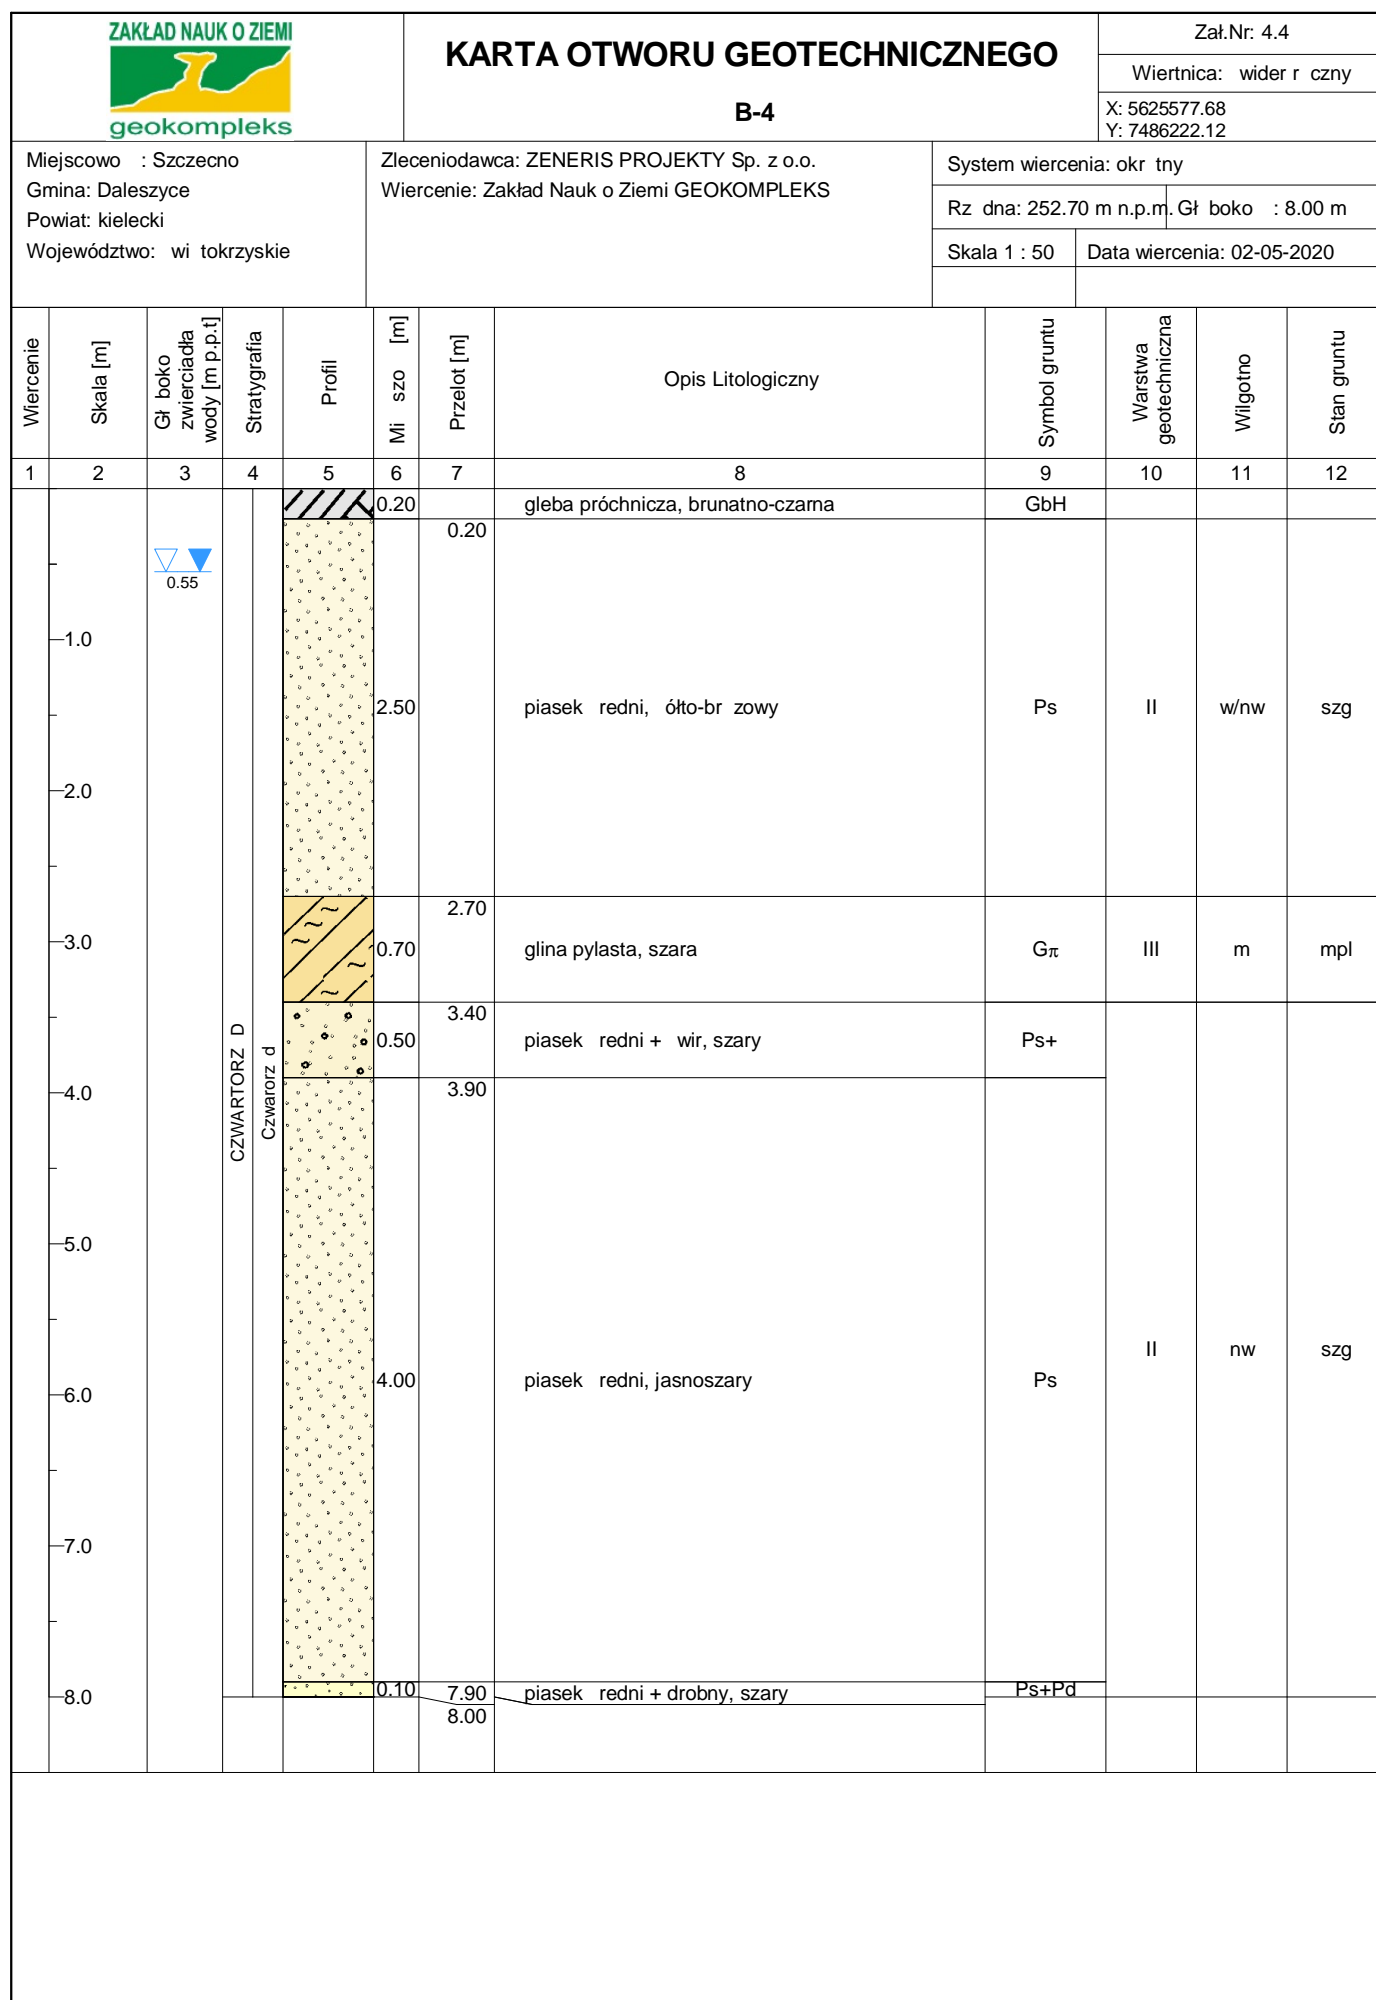 ZAKŁAD NAUK O ZIEMI
geokompleks
KARTA OTWORU GEOTECHNICZNEGO
B-4
Zał.Nr: 4.4
Wiertnica: wider r czny
X: 5625577.68
Y: 7486222.12
Miejscowo : Szczecno
Gmina: Daleszyce
Powiat: kielecki
Województwo: wi tokrzyskie
Zleceniodawca: ZENERIS PROJEKTY Sp. z o.o.
Wiercenie: Zakład Nauk o Ziemi GEOKOMPLEKS
System wiercenia: okr tny
Rz dna: 252.70 m n.p.m. Gł boko : 8.00 m
Skala 1 : 50 Data wiercenia: 02-05-2020
Wiercenie
Skala [m]
Gł boko
zwierciadła
wody [m p.p.t]
Stratygrafia
Profil
Mi szo [m]
Przelot [m]
Opis Litologiczny
Symbol gruntu
Warstwa
geotechniczna
Wilgotno
Stan gruntu
1 2 3 4 5 6 7 8 9 10 11 12
0.20 gleba próchnicza, brunatno-czarna GbH
0.20
0.55
1.0
2.50 piasek redni, ółto-br zowy Ps II w/nw szg
2.0
2.70
3.0 0.70 glina pylasta, szara Gπ III m mpl
3.40
0.50 piasek redni + wir, szary Ps+
CZWARTORZ D
Czwarorz d
4.0 3.90
5.0
II nw szg
4.00 piasek redni, jasnoszary Ps
6.0
7.0
8.0 0.10 7.90 piasek redni + drobny, szary Ps+Pd
8.00